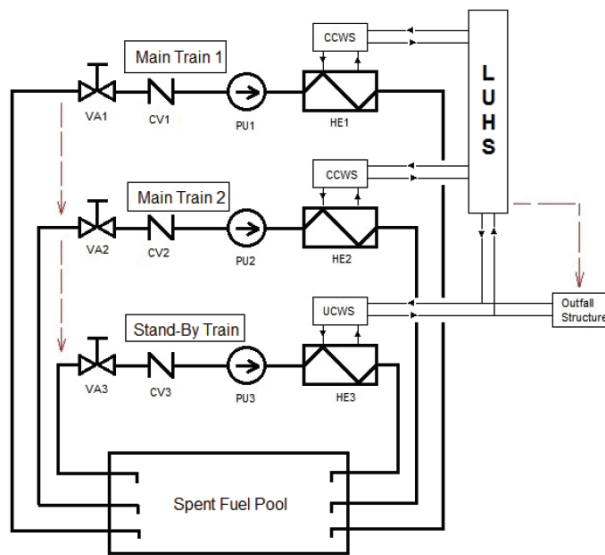 Main Train 1
CCWS
LUHS
VA1
CV1
PU1
HE1
Main Train 2
CCWS
VA2
CV2
PU2
HE2
Stand-By Train
UCWS
Outfall
Structure
VA3
CV3
PU3
HE3
Spent Fuel Pool